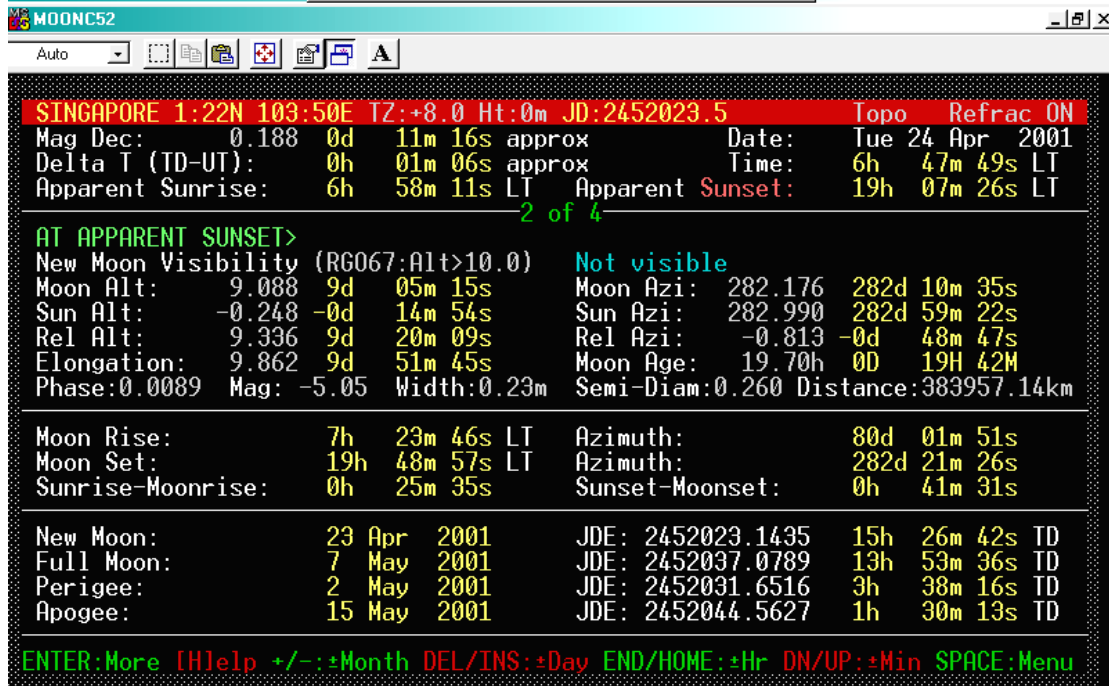 MOONC52
Auto A
SINGAPORE 1:22N 103:50E TZ:+8.0 Ht:0m JD:2452023.5 Topo Refrac ON
Mag Dec: 0.188 0d 11m 16s approx Date: Tue 24 Apr 2001
Delta T (TD-UT): 0h 01m 06s approx Time: 6h 47m 49s LT
Apparent Sunrise: 6h 58m 11s LT Apparent Sunset: 19h 07m 26s LT
2 of 4
AT APPARENT SUNSET>
New Moon Visibility (RGO67:Alt>10.0) Not visible
Moon Alt: 9.088 9d 05m 15s Moon Azi: 282.176 282d 10m 35s
Sun Alt: -0.248 -0d 14m 54s Sun Azi: 282.990 282d 59m 22s
Rel Alt: 9.336 9d 20m 09s Rel Azi: -0.813 -0d 48m 47s
Elongation: 9.862 9d 51m 45s Moon Age: 19.70h 0D 19H 42M
Phase:0.0089 Mag: -5.05 Width:0.23m Semi-Diam:0.260 Distance:383957.14km
Moon Rise: 7h 23m 46s LT Azimuth: 80d 01m 51s
Moon Set: 19h 48m 57s LT Azimuth: 282d 21m 26s
Sunrise-Moonrise: 0h 25m 35s Sunset-Moonset: 0h 41m 31s
New Moon: 23 Apr 2001 JDE: 2452023.1435 15h 26m 42s TD
Full Moon: 7 May 2001 JDE: 2452037.0789 13h 53m 36s TD
Perigee: 2 May 2001 JDE: 2452031.6516 3h 38m 16s TD
Apogee: 15 May 2001 JDE: 2452044.5627 1h 30m 13s TD
ENTER:More [H]elp +/-:±Month DEL/INS:±Day END/HOME:±Hr DN/UP:±Min SPACE:Menu